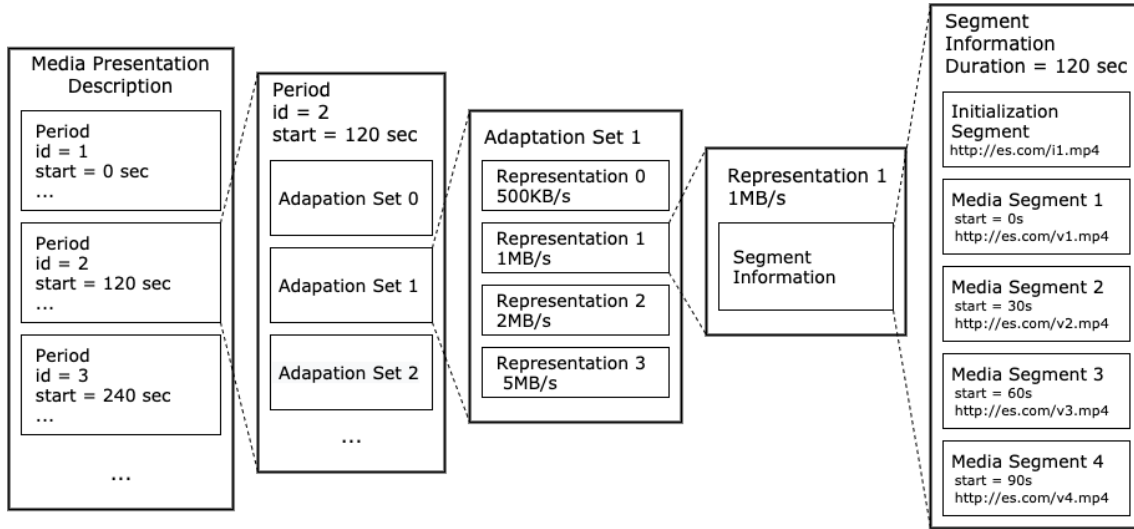 Media Presentation
Description
Period
id = 1
start = 0 sec
...
Period
id = 2
start = 120 sec
...
Period
id = 3
start = 240 sec
...
...
Period
id = 2
start = 120 sec
Adapation Set 0
Adapation Set 1
Adapation Set 2
...
Adaptation Set 1
Representation 0
500KB/s
Representation 1
1MB/s
Representation 2
2MB/s
Representation 3
5MB/s
Representation 1
1MB/s
Segment
Information
Segment
Information
Duration = 120 sec
Initialization
Segment
http://es.com/i1.mp4
Media Segment 1
start = 0s
http://es.com/v1.mp4
Media Segment 2
start = 30s
http://es.com/v2.mp4
Media Segment 3
start = 60s
http://es.com/v3.mp4
Media Segment 4
start = 90s
http://es.com/v4.mp4